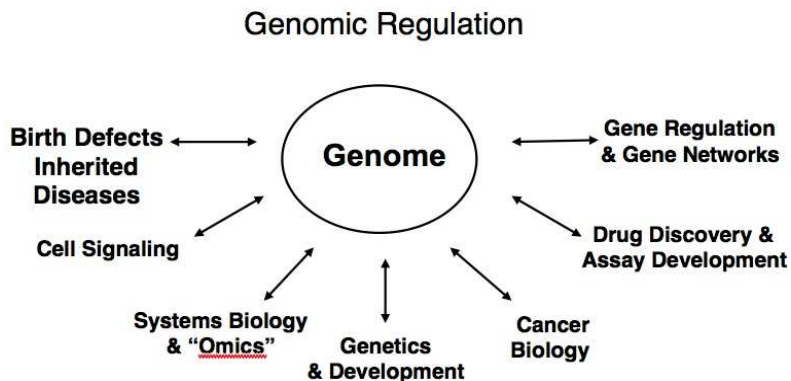 Genomic Regulation
Genome
Birth Defects
Inherited
Diseases
Cell Signaling
Systems Biology
& “Omics”
Genetics
& Development
Cancer
Biology
Drug Discovery &
Assay Development
Gene Regulation
& Gene Networks